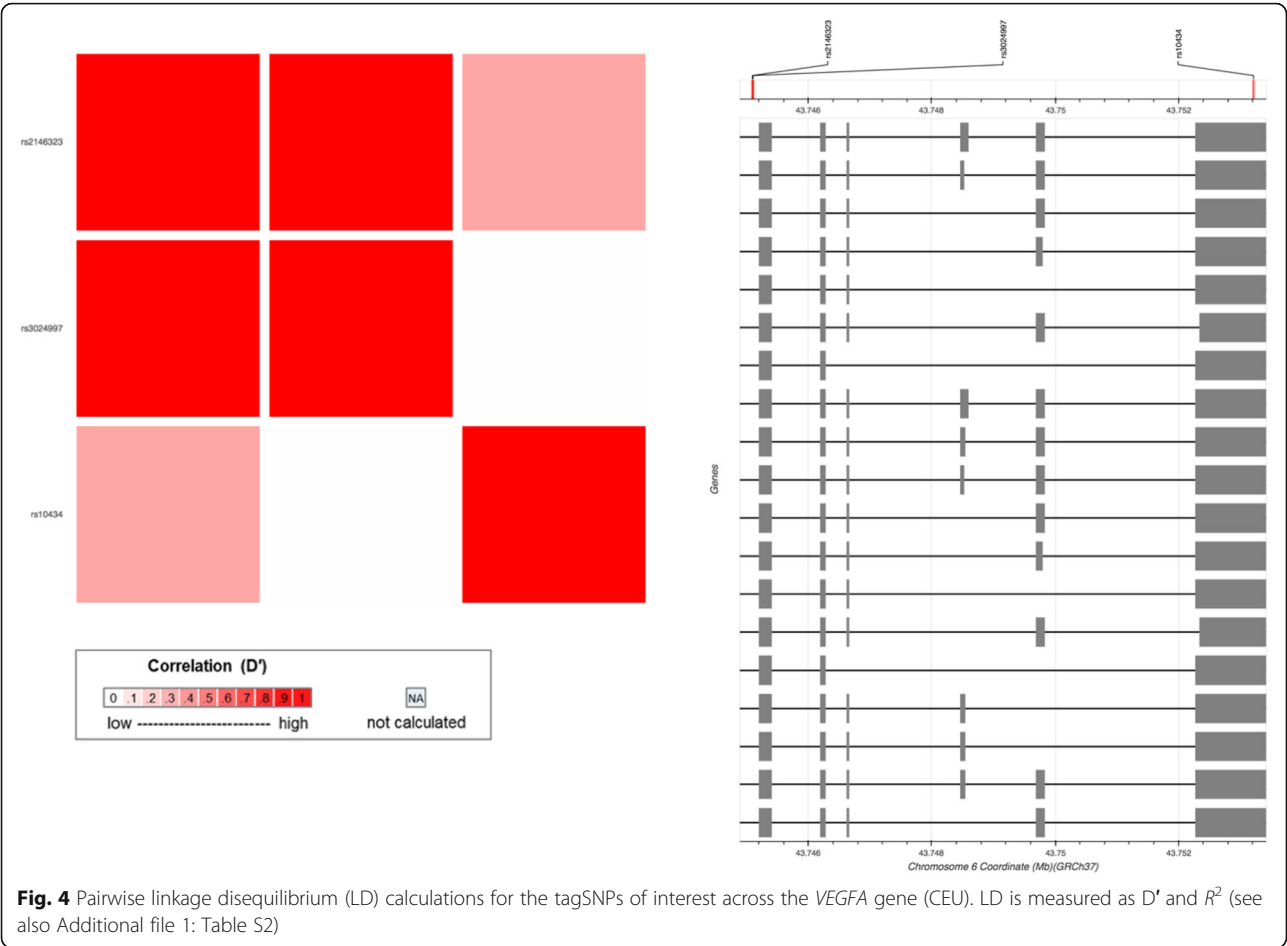 rs2146323
rs3024997
rs10434
Correlation (D′)
0 .1 .2 .3 .4 .5 .6 .7 .8 .9 1
low ------------------------- high
NA
not calculated
rs2146323
rs3024997
rs10434
43.746 43.748 43.75 43.752
Genes
43.746 43.748 43.75 43.752
Chromosome 6 Coordinate (Mb)(GRCh37)
Fig. 4 Pairwise linkage disequilibrium (LD) calculations for the tagSNPs of interest across the VEGFA gene (CEU). LD is measured as D′ and R² (see
also Additional file 1: Table S2)